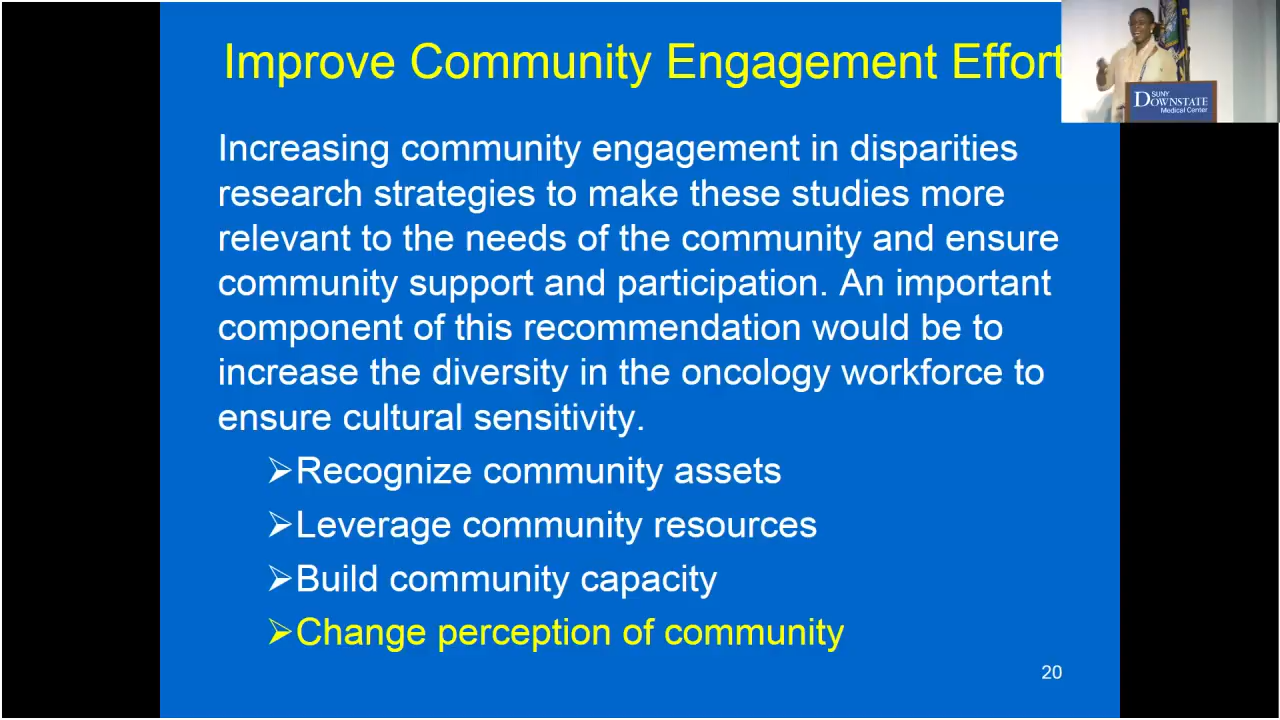 Improve Community Engagement Effort
SUNY
DOWNSTATE
Medical Center
Increasing community engagement in disparities
research strategies to make these studies more
relevant to the needs of the community and ensure
community support and participation. An important
component of this recommendation would be to
increase the diversity in the oncology workforce to
ensure cultural sensitivity.
➢Recognize community assets
➢Leverage community resources
➢Build community capacity
➢Change perception of community
20